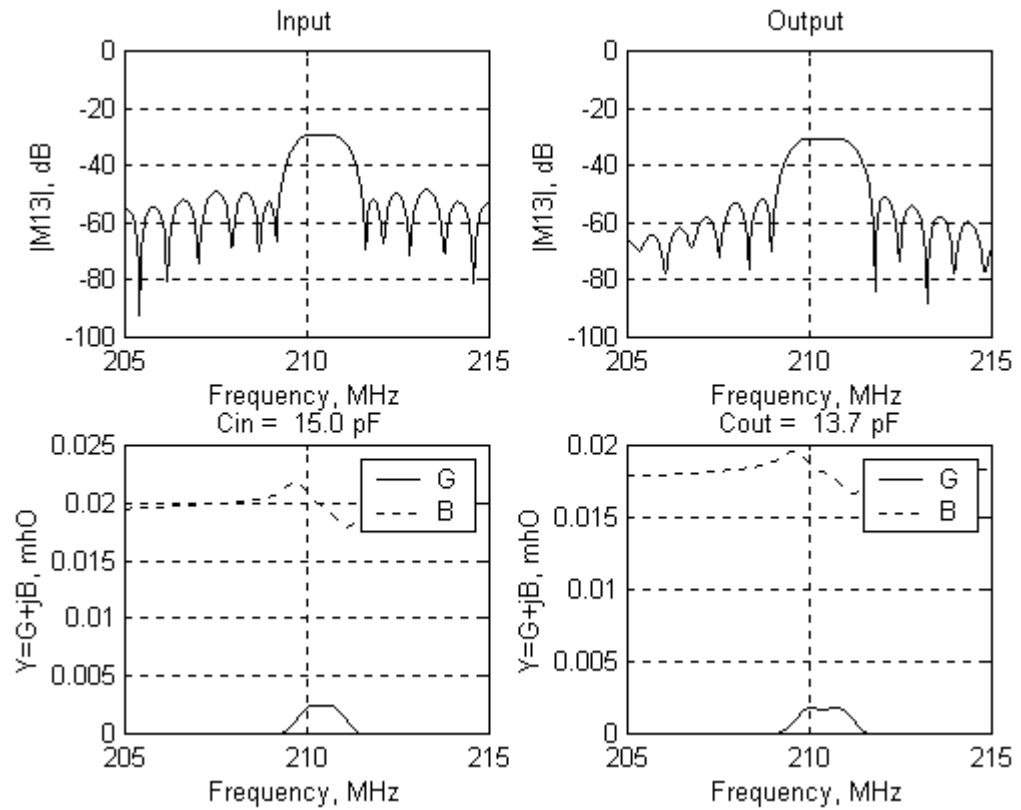 Input
0
-20
-40
-60
-80
-100
|M13|, dB
205
210
215
Frequency, MHz
Output
0
-20
-40
-60
-80
-100
|M13|, dB
205
210
215
Frequency, MHz
Cin = 15.0 pF
0.025
0.02
0.015
0.01
0.005
0
Y=G+jB, mhO
G
B
205
210
215
Frequency, MHz
Cout = 13.7 pF
0.02
0.015
0.01
0.005
0
Y=G+jB, mhO
G
B
205
210
215
Frequency, MHz